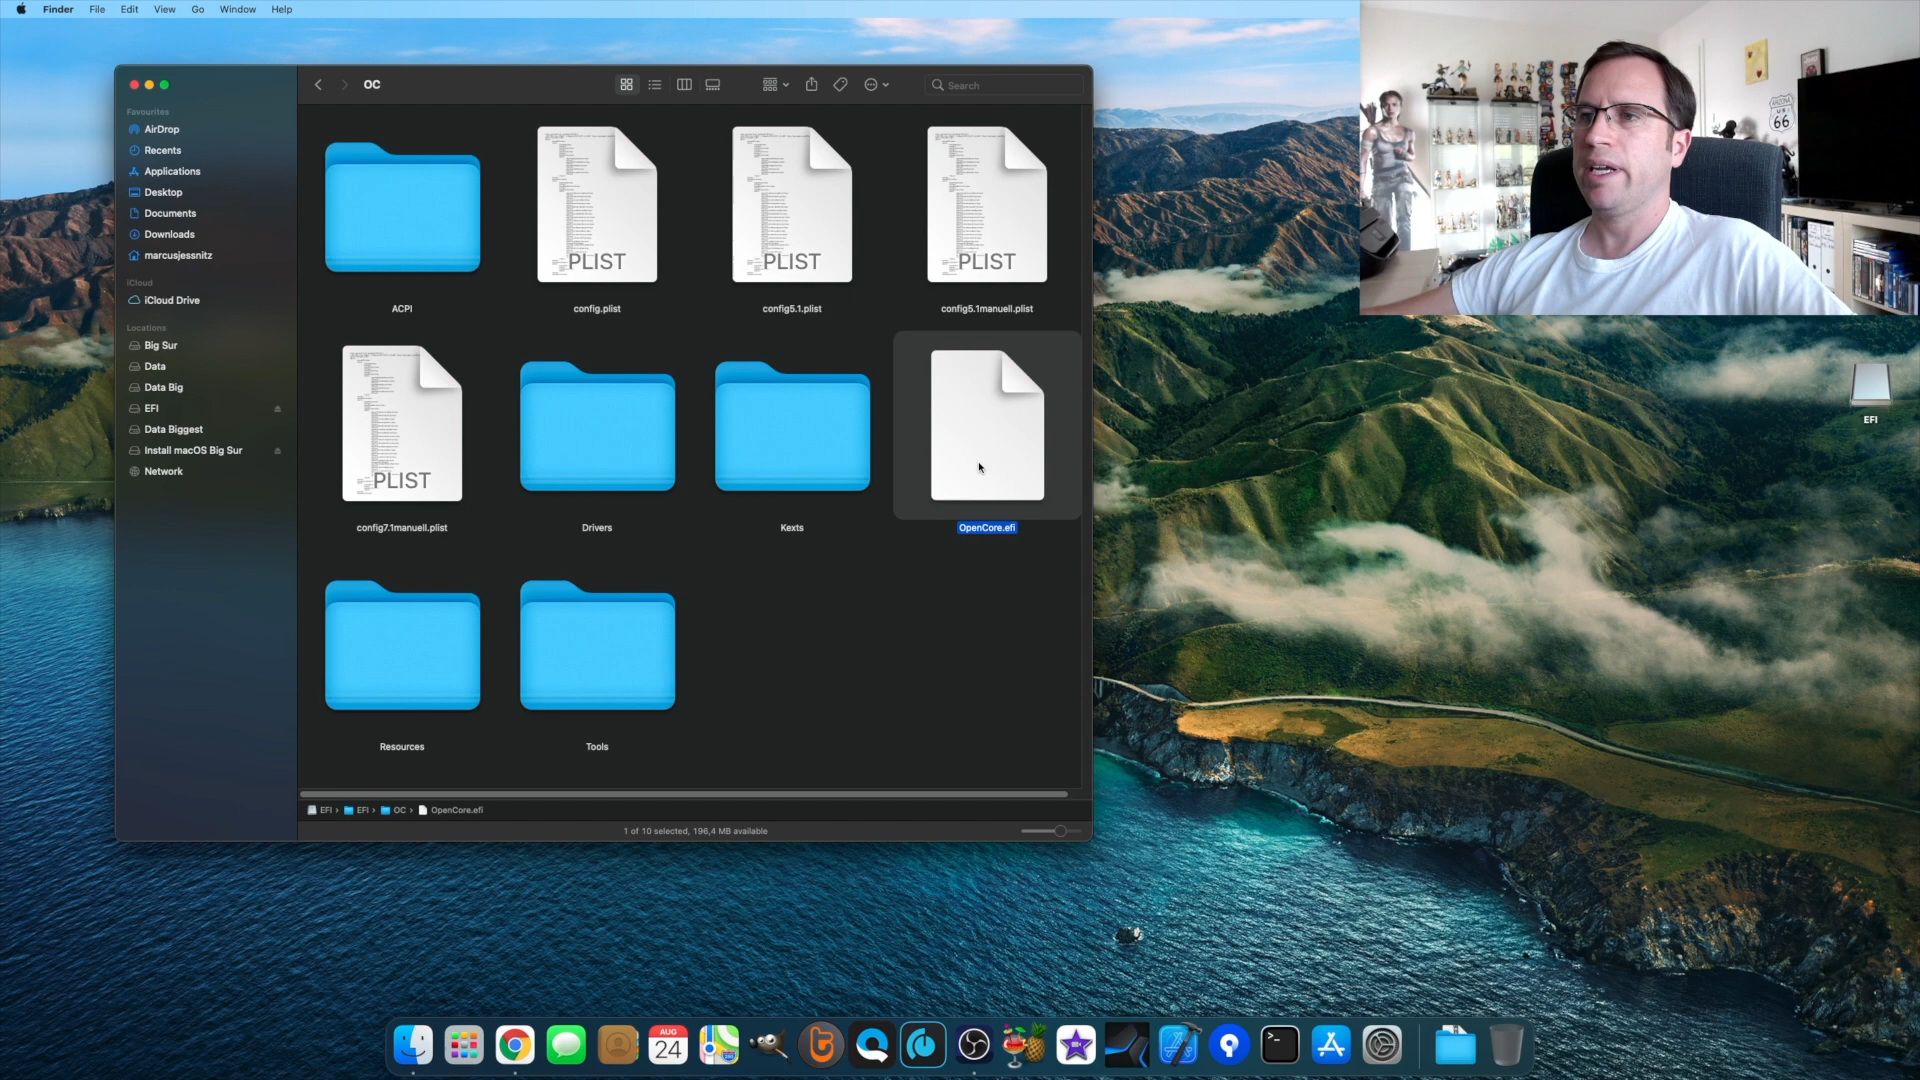 Finder File Edit View Go Window Help
OC
Search
Favourites
AirDrop
Recents
Applications
Desktop
Documents
Downloads
marcusjessnitz
iCloud
iCloud Drive
Locations
Big Sur
Data
Data Big
EFI
Data Biggest
Install macOS Big Sur
Network
PLIST
PLIST
PLIST
ACPI
config.plist
config5.1.plist
config5.1manuell.plist
PLIST
config7.1manuell.plist
Drivers
Kexts
OpenCore.efi
Resources
Tools
EFI › EFI › OC › OpenCore.efi
1 of 10 selected, 196,4 MB available
ARIZONA
US
66
EFI
AUG
24